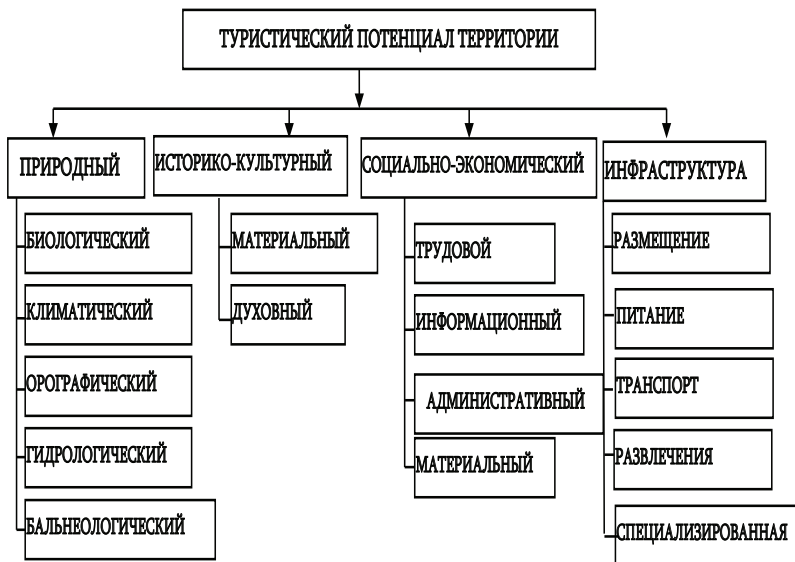 ТУРИСТИЧЕСКИЙ ПОТЕНЦИАЛ ТЕРРИТОРИИ
ПРИРОДНЫЙ
БИОЛОГИЧЕСКИЙ
КЛИМАТИЧЕСКИЙ
ОРОГРАФИЧЕСКИЙ
ГИДРОЛОГИЧЕСКИЙ
БАЛЬНЕОЛОГИЧЕСКИЙ
ИСТОРИКО-КУЛЬТУРНЫЙ
МАТЕРИАЛЬНЫЙ
ДУХОВНЫЙ
СОЦИАЛЬНО-ЭКОНОМИЧЕСКИЙ
ТРУДОВОЙ
ИНФОРМАЦИОННЫЙ
АДМИНИСТРАТИВНЫЙ
МАТЕРИАЛЬНЫЙ
ИНФРАСТРУКТУРА
РАЗМЕЩЕНИЕ
ПИТАНИЕ
ТРАНСПОРТ
РАЗВЛЕЧЕНИЯ
СПЕЦИАЛИЗИРОВАННАЯ